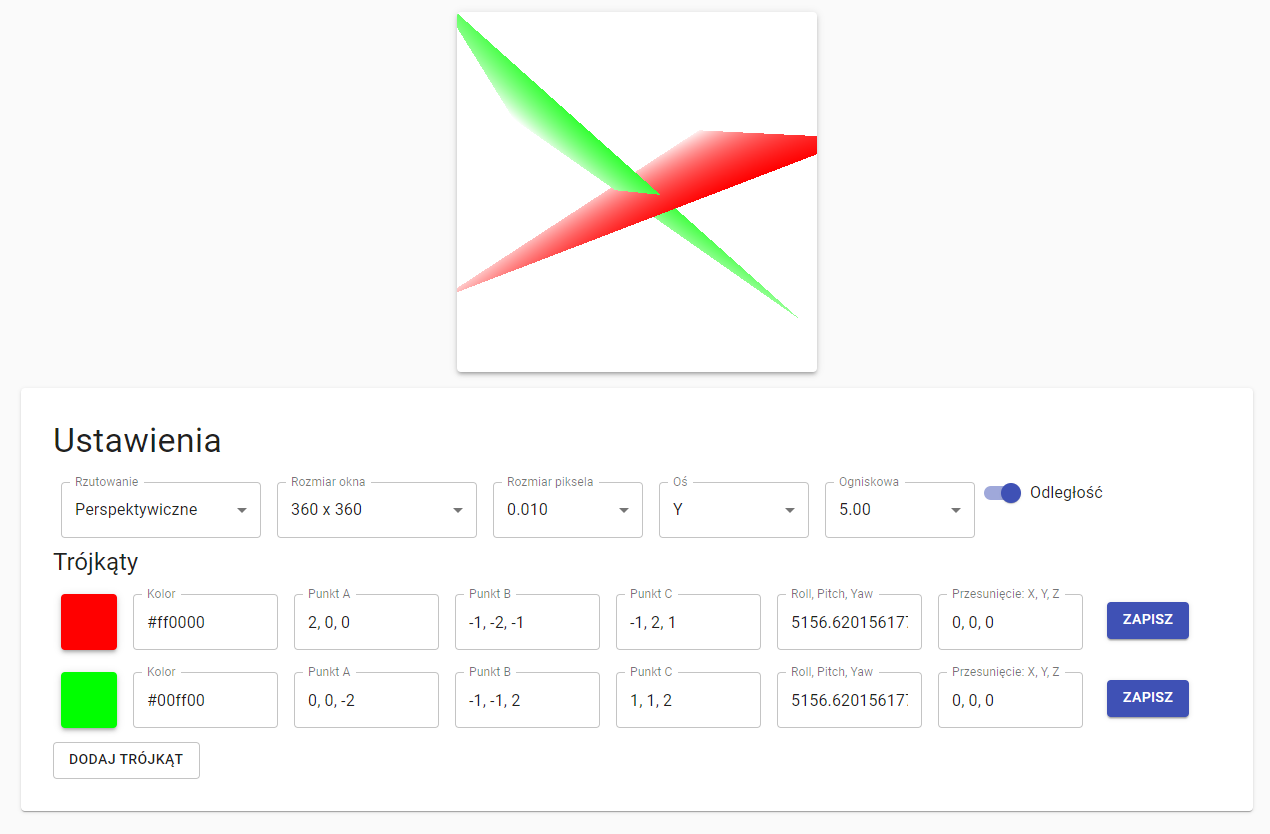 Ustawienia
Rzutowanie Rozmiar okna Rozmiar piksela Oś Ogniskowa
Perspektywiczne 360 x 360 0.010 Y 5.00 Odległość
Trójkąty
Kolor Punkt A Punkt B Punkt C Roll, Pitch, Yaw Przesunięcie: X, Y, Z
#ff0000 2, 0, 0 -1, -2, -1 -1, 2, 1 5156.620156177 0, 0, 0 ZAPISZ
Kolor Punkt A Punkt B Punkt C Roll, Pitch, Yaw Przesunięcie: X, Y, Z
#00ff00 0, 0, -2 -1, -1, 2 1, 1, 2 5156.620156177 0, 0, 0 ZAPISZ
DODAJ TRÓJKĄT